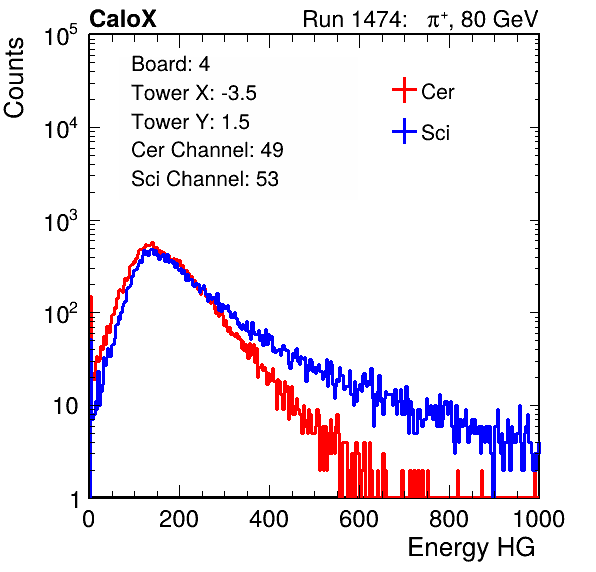 CaloX Run 1474: π⁺, 80 GeV
Counts
10⁵
10⁴
10³
10²
10
1
Board: 4
Tower X: -3.5
Tower Y: 1.5
Cer Channel: 49
Sci Channel: 53
Cer
Sci
0 200 400 600 800 1000
Energy HG